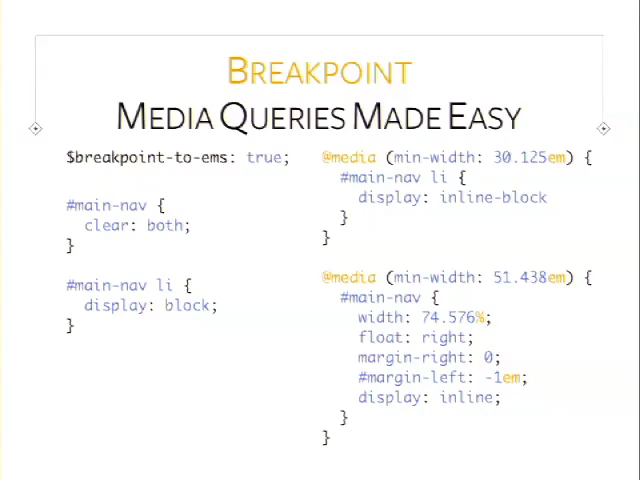 BREAKPOINT
MEDIA QUERIES MADE EASY
$breakpoint-to-ems: true;
#main-nav {
clear: both;
}
#main-nav li {
display: block;
}
@media (min-width: 30.125em) {
#main-nav li {
display: inline-block
}
}
@media (min-width: 51.438em) {
#main-nav {
width: 74.576%;
float: right;
margin-right: 0;
#margin-left: -1em;
display: inline;
}
}